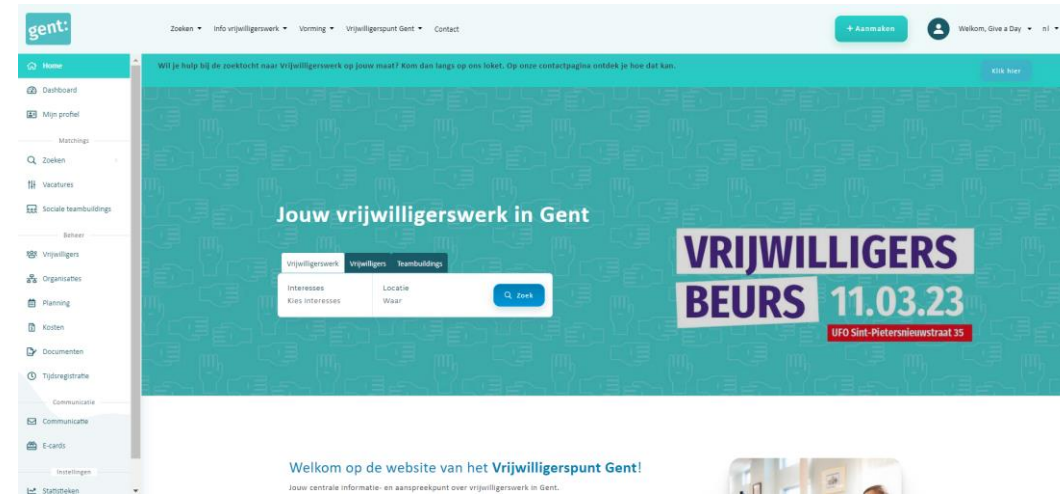 gent:
Zoeken Info vrijwilligerswerk Vorming Vrijwilligerspunt Gent Contact
+ Aanmaken
Welkom, Give a Day
nl
Wil je hulp bij de zoektocht naar Vrijwilligerswerk op jouw maat? Kom dan langs op ons loket. Op onze contactpagina ontdek je hoe dat kan.
Klik hier
Home
Dashboard
Mijn profiel
Matchings
Zoeken
Vacatures
Sociale teambuildings
Beheer
Vrijwilligers
Organisaties
Planning
Kosten
Documenten
Tijdsregistratie
Communicatie
Communicatie
E-cards
Instellingen
Statistieken
Jouw vrijwilligerswerk in Gent
Vrijwilligerswerk Vrijwilligers Teambuildings
Interesses Locatie
Kies interesses Waar
Zoek
VRIJWILLIGERS
BEURS 11.03.23
UFO Sint-Pietersnieuwstraat 35
Welkom op de website van het Vrijwilligerspunt Gent!
Jouw centrale informatie- en aanspreekpunt over vrijwilligerswerk in Gent.